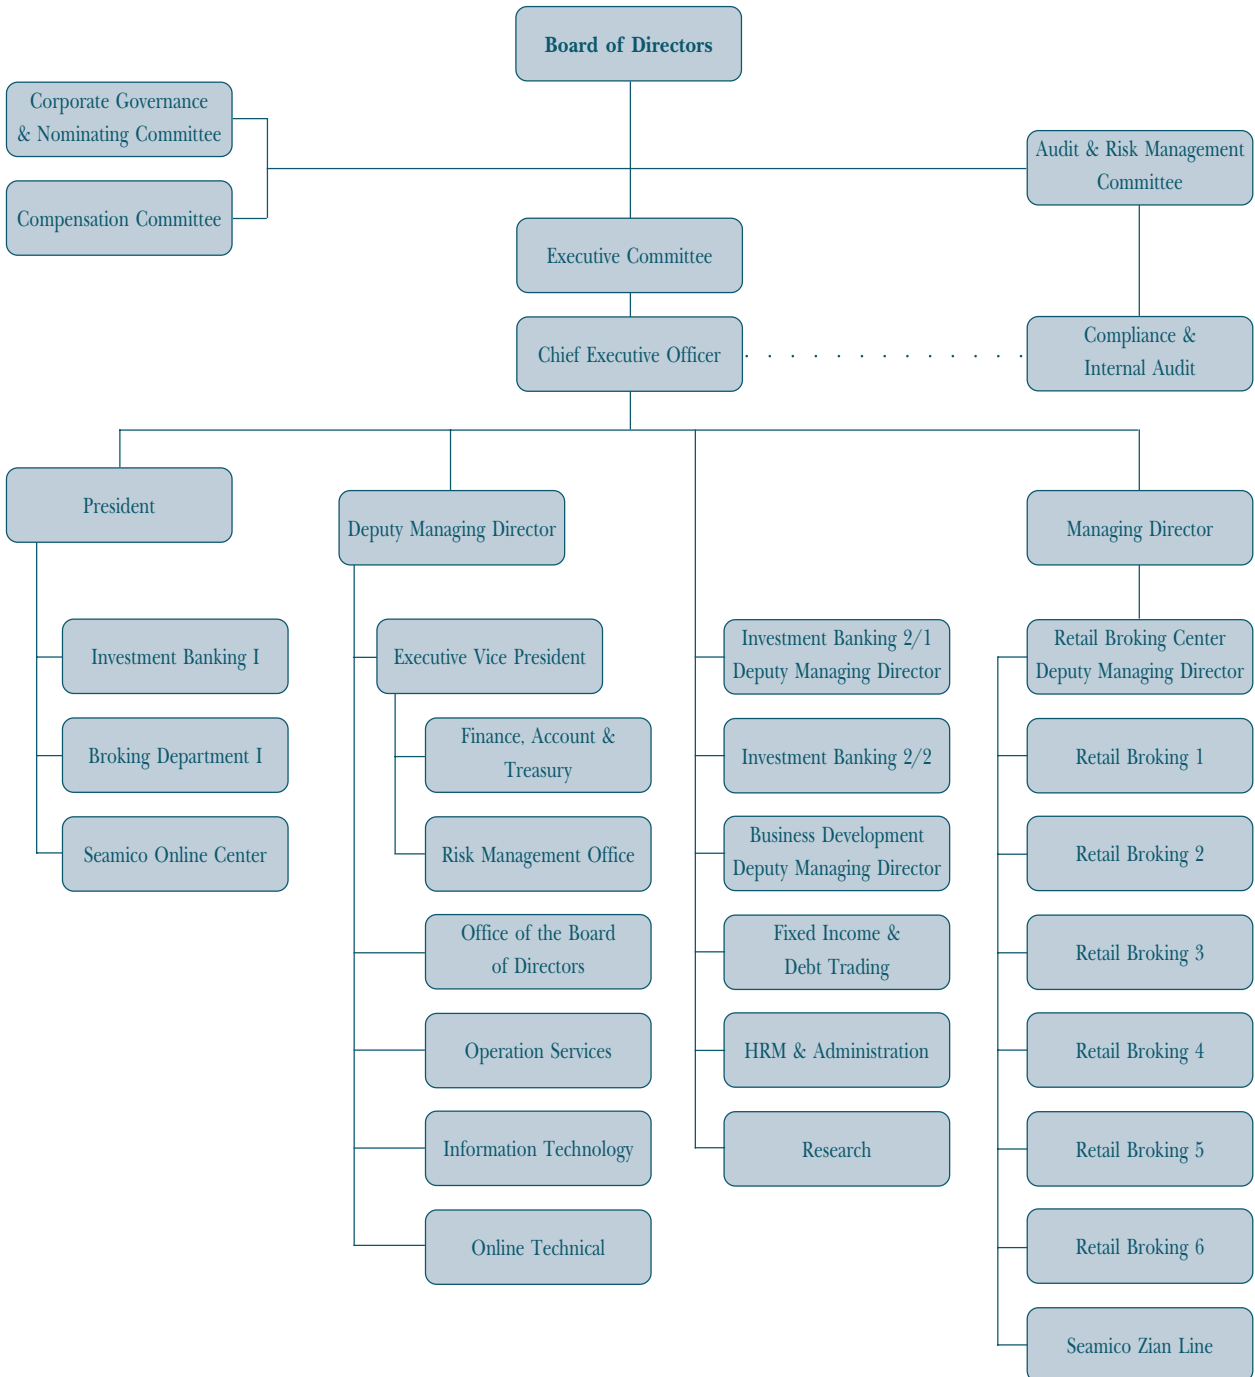 Board of Directors
Corporate Governance
& Nominating Committee
Compensation Committee
Audit & Risk Management
Committee
Executive Committee
Chief Executive Officer
Compliance &
Internal Audit
President
Investment Banking I
Broking Department I
Seamico Online Center
Deputy Managing Director
Executive Vice President
Finance, Account &
Treasury
Risk Management Office
Office of the Board
of Directors
Operation Services
Information Technology
Online Technical
Investment Banking 2/1
Deputy Managing Director
Investment Banking 2/2
Business Development
Deputy Managing Director
Fixed Income &
Debt Trading
HRM & Administration
Research
Managing Director
Retail Broking Center
Deputy Managing Director
Retail Broking 1
Retail Broking 2
Retail Broking 3
Retail Broking 4
Retail Broking 5
Retail Broking 6
Seamico Zian Line